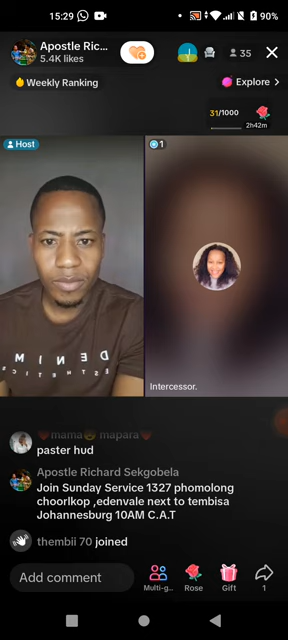 15:29
90%
Apostle Ric...
5.4K likes
35
Weekly Ranking
Explore >
31/1000
2h42m
Host
1
DENIM
Intercessor.
mama mapara
paster hud
Apostle Richard Sekgobela
Join Sunday Service 1327 phomolong
choorlkop ,edenvale next to tembisa
Johannesburg 10AM C.A.T
thembii 70 joined
Add comment
Multi-g...
Rose
Gift
1